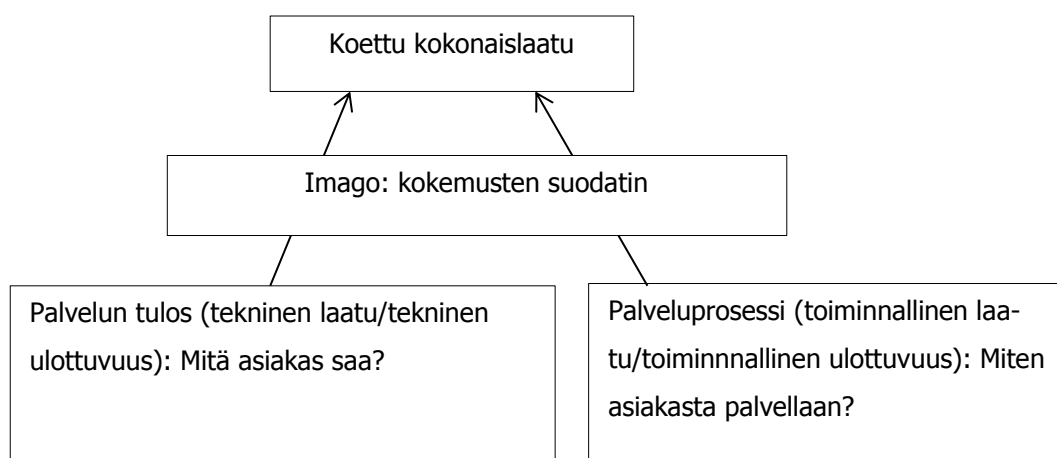 Koettu kokonaislaatu
Imago: kokemusten suodatin
Palvelun tulos (tekninen laatu/tekninen
ulottuvuus): Mitä asiakas saa?
Palveluprosessi (toiminnallinen laa-
tu/toiminnnallinen ulottuvuus): Miten
asiakasta palvellaan?